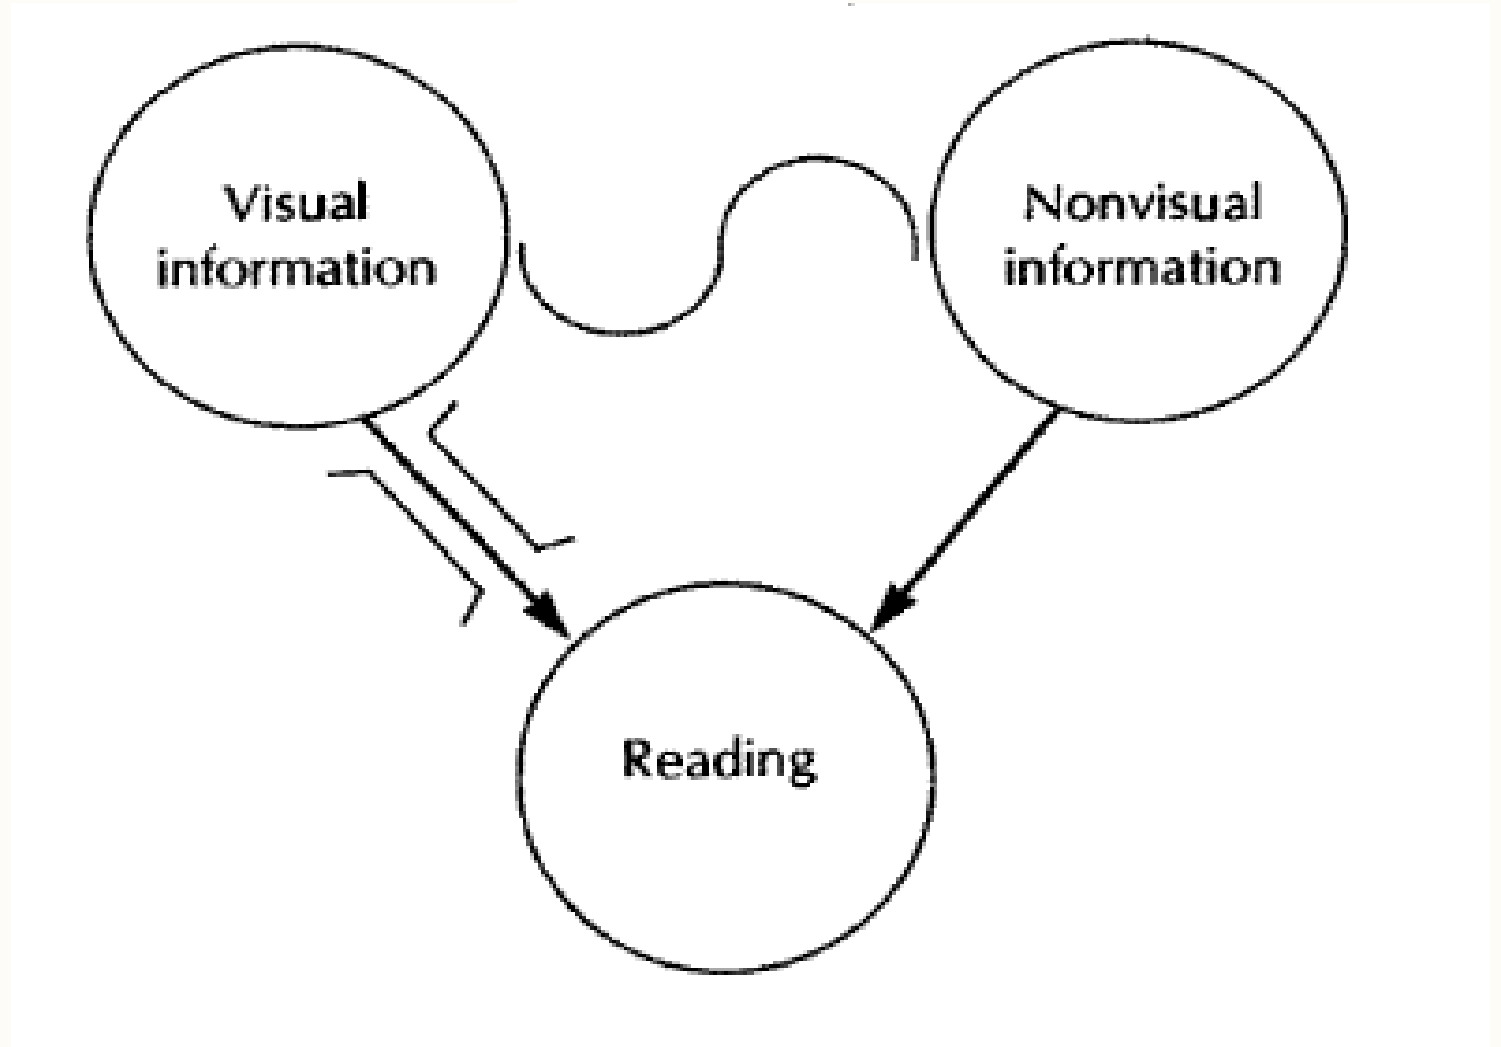 Visual
information
Nonvisual
information
Reading